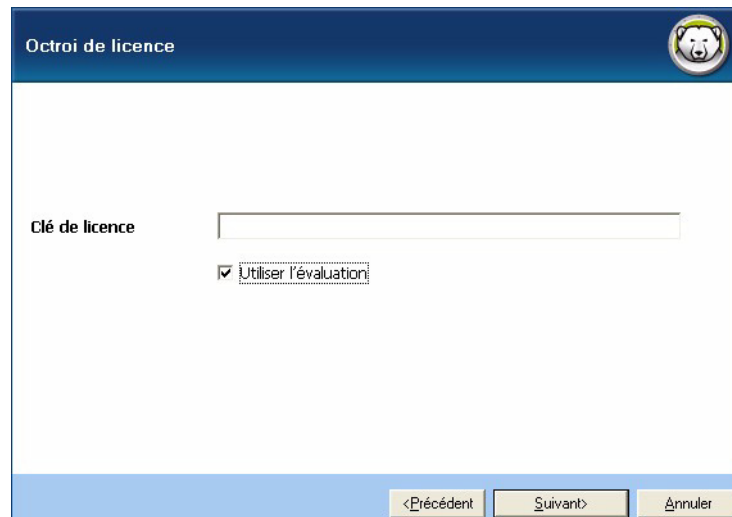 Octroi de licence
Clé de licence
Utiliser l'évaluation
<Précédent Suivant> Annuler